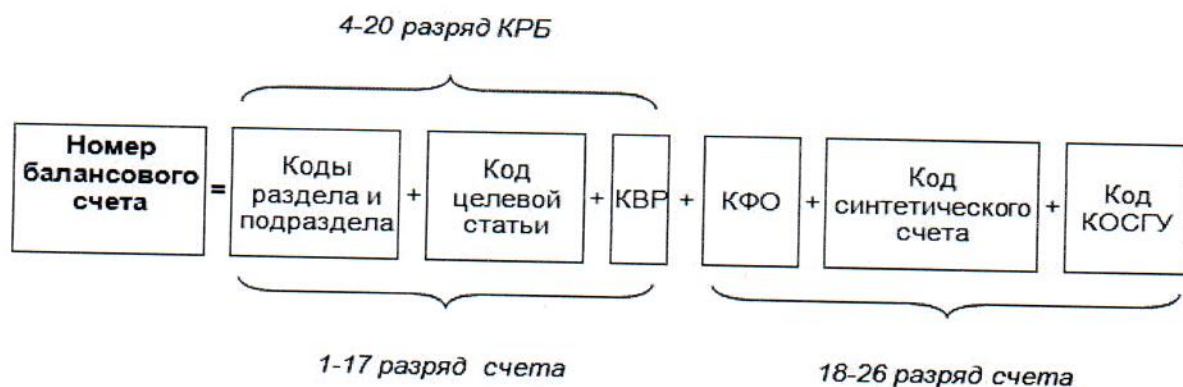 4-20 разряд КРБ
Номер
балансового
счета
=
Коды
раздела и
подраздела
+
Код
целевой
статьи
+
КВР
+
КФО
+
Код
синтетического
счета
+
Код
КОСГУ
1-17 разряд счета
18-26 разряд счета